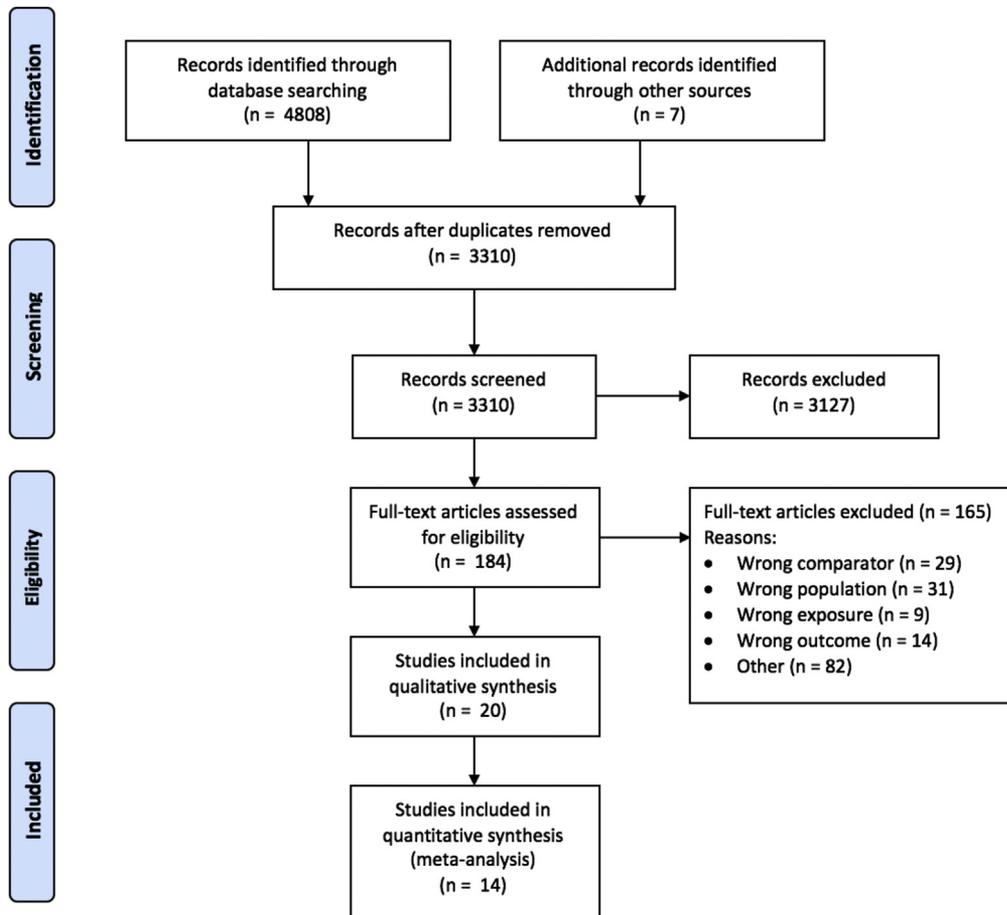 Identification
Records identified through
database searching
(n = 4808)
Additional records identified
through other sources
(n = 7)
Records after duplicates removed
(n = 3310)
Screening
Records screened
(n = 3310)
Records excluded
(n = 3127)
Eligibility
Full-text articles assessed
for eligibility
(n = 184)
Full-text articles excluded (n = 165)
Reasons:
• Wrong comparator (n = 29)
• Wrong population (n = 31)
• Wrong exposure (n = 9)
• Wrong outcome (n = 14)
• Other (n = 82)
Studies included in
qualitative synthesis
(n = 20)
Included
Studies included in
quantitative synthesis
(meta-analysis)
(n = 14)